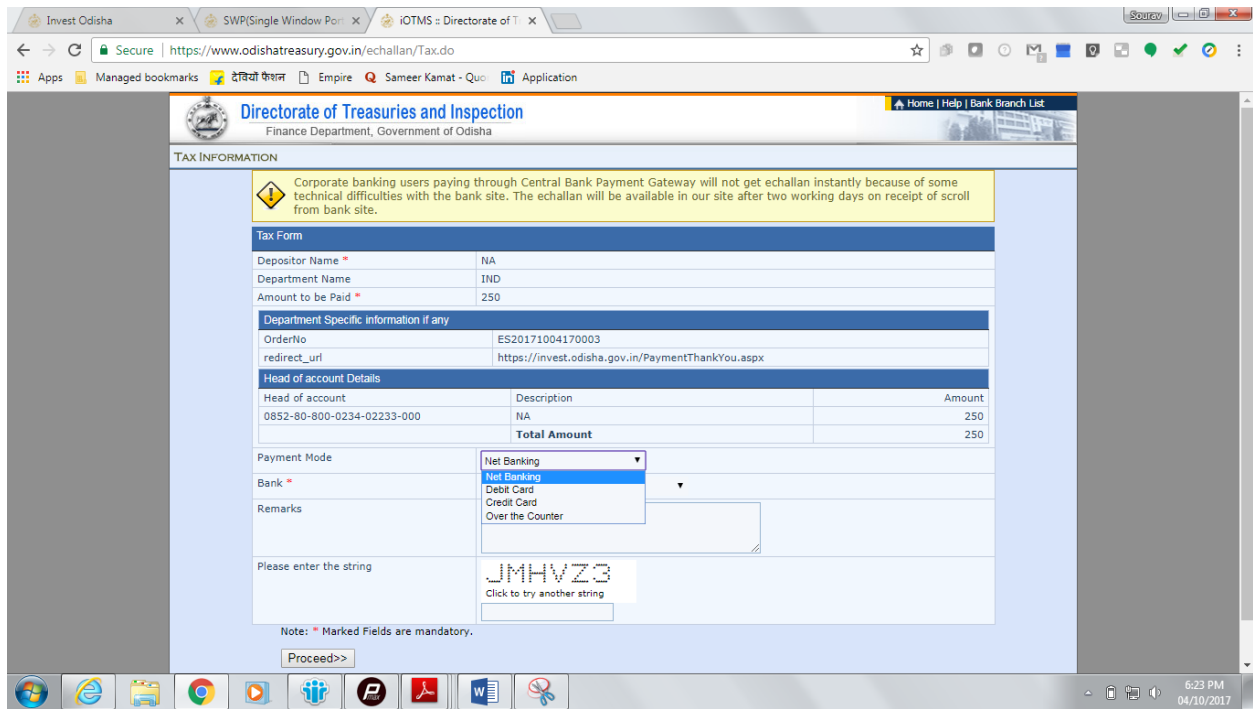 Invest Odisha
SWP(Single Window Por
iOTMS :: Directorate of T
Sourav
Secure | https://www.odishatreasury.gov.in/echallan/Tax.do
Apps Managed bookmarks देवियों फैशन Empire Sameer Kamat - Quo Application
Directorate of Treasuries and Inspection
Finance Department, Government of Odisha
Home | Help | Bank Branch List
TAX INFORMATION
Corporate banking users paying through Central Bank Payment Gateway will not get echallan instantly because of some
technical difficulties with the bank site. The echallan will be available in our site after two working days on receipt of scroll
from bank site.
Tax Form
Depositor Name * NA
Department Name IND
Amount to be Paid * 250
Department Specific information if any
OrderNo ES20171004170003
redirect_url https://invest.odisha.gov.in/PaymentThankYou.aspx
Head of account Details
Head of account Description Amount
0852-80-800-0234-02233-000 NA 250
Total Amount 250
Payment Mode Net Banking
Net Banking
Bank *
Debit Card
Credit Card
Remarks
Over the Counter
Please enter the string
JMHVZ3
Click to try another string
Note: * Marked Fields are mandatory.
Proceed>>
6:23 PM
04/10/2017